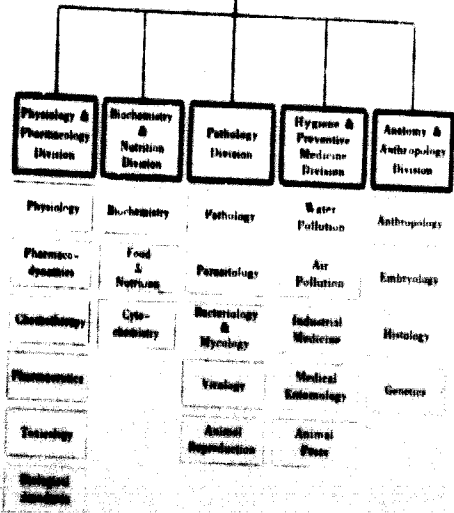 Physiology &
Pharmacology
Division
Biochemistry
&
Nutrition
Division
Pathology
Division
Hygiene &
Preventive
Medicine
Division
Anatomy &
Anthropology
Division
Physiology
Biochemistry
Pathology
Water
Pollution
Anthropology
Pharmaco-
dynamics
Food
&
Nutrition
Parasitology
Air
Pollution
Embryology
Chemotherapy
Cyto-
chemistry
Bacteriology
&
Mycology
Industrial
Medicine
Histology
Pharmaceutics
Virology
Medical
Entomology
Genetics
Toxicology
Animal
Reproduction
Animal
Pests
Biological